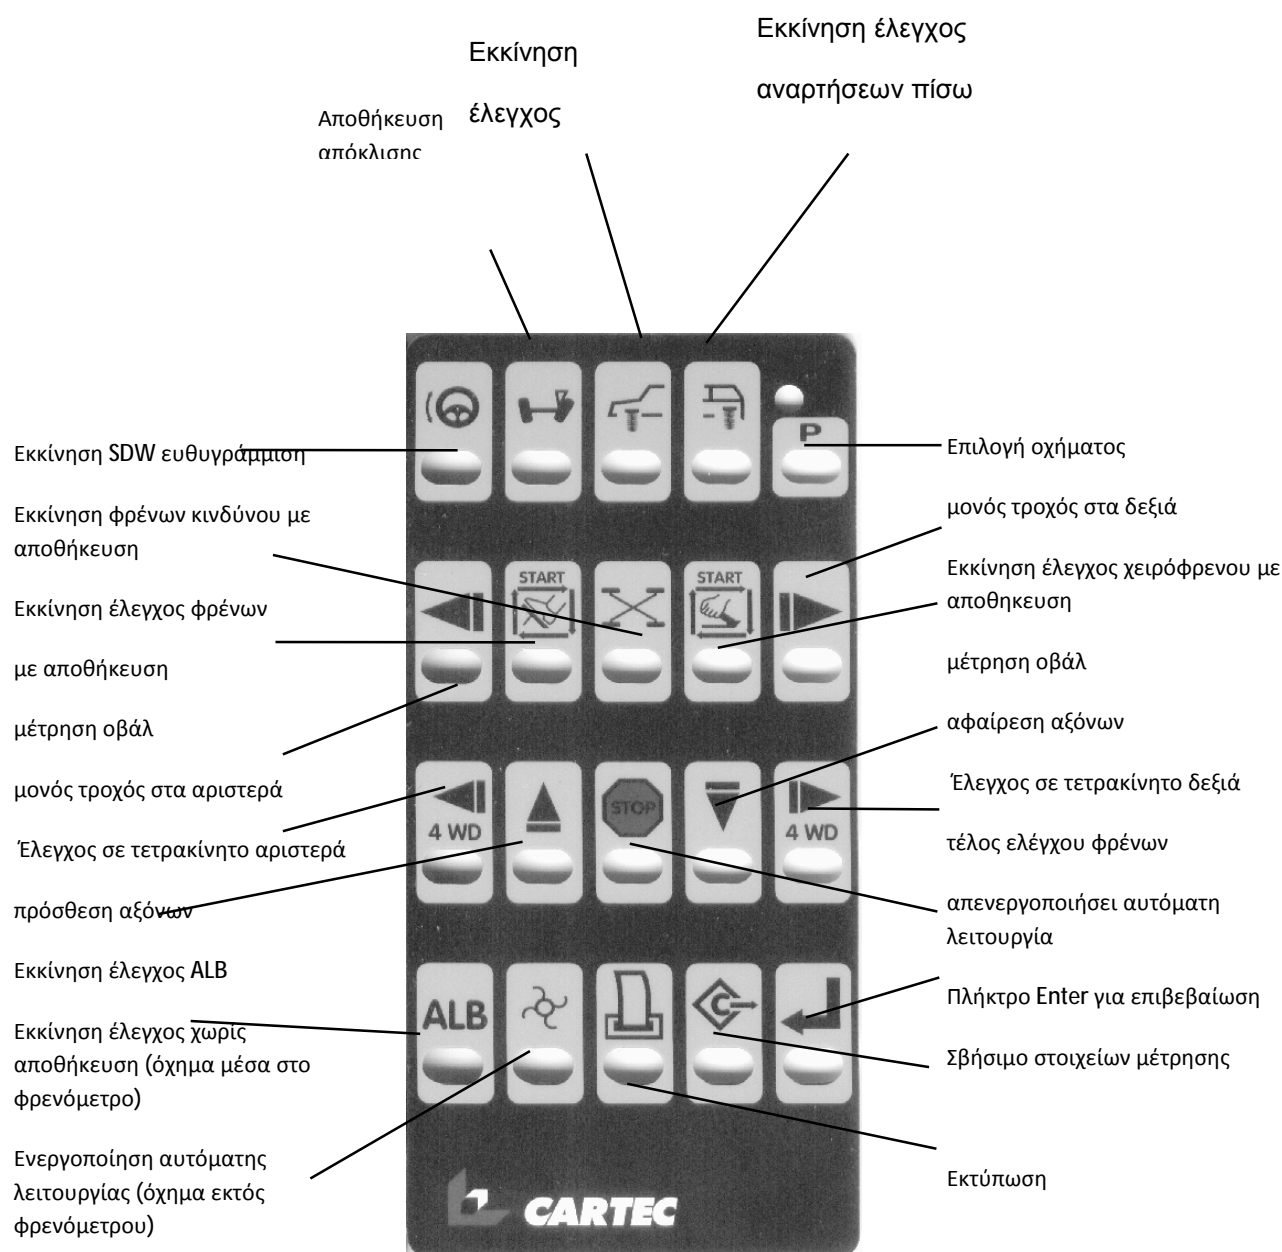 Εκκίνηση έλεγχος
αναρτήσεων πίσω
Εκκίνηση
έλεγχος
Αποθήκευση
απόκλισης
P
Εκκίνηση SDW ευθυγράμμιση
Εκκίνηση φρένων κινδύνου με
αποθήκευση
Εκκίνηση έλεγχος φρένων
με αποθήκευση
μέτρηση οβάλ
μονός τροχός στα αριστερά
Έλεγχος σε τετρακίνητο αριστερά
πρόσθεση αξόνων
Εκκίνηση έλεγχος ALB
Εκκίνηση έλεγχος χωρίς
αποθήκευση (όχημα μέσα στο
φρενόμετρο)
Ενεργοποίηση αυτόματης
λειτουργίας (όχημα εκτός
φρενόμετρου)
START
START
4 WD
STOP
4 WD
ALB
C
CARTEC
Επιλογή οχήματος
μονός τροχός στα δεξιά
Εκκίνηση έλεγχος χειρόφρενου με
αποθηκευση
μέτρηση οβάλ
αφαίρεση αξόνων
Έλεγχος σε τετρακίνητο δεξιά
τέλος ελέγχου φρένων
απενεργοποιήσει αυτόματη
λειτουργία
Πλήκτρο Enter για επιβεβαίωση
Σβήσιμο στοιχείων μέτρησης
Εκτύπωση